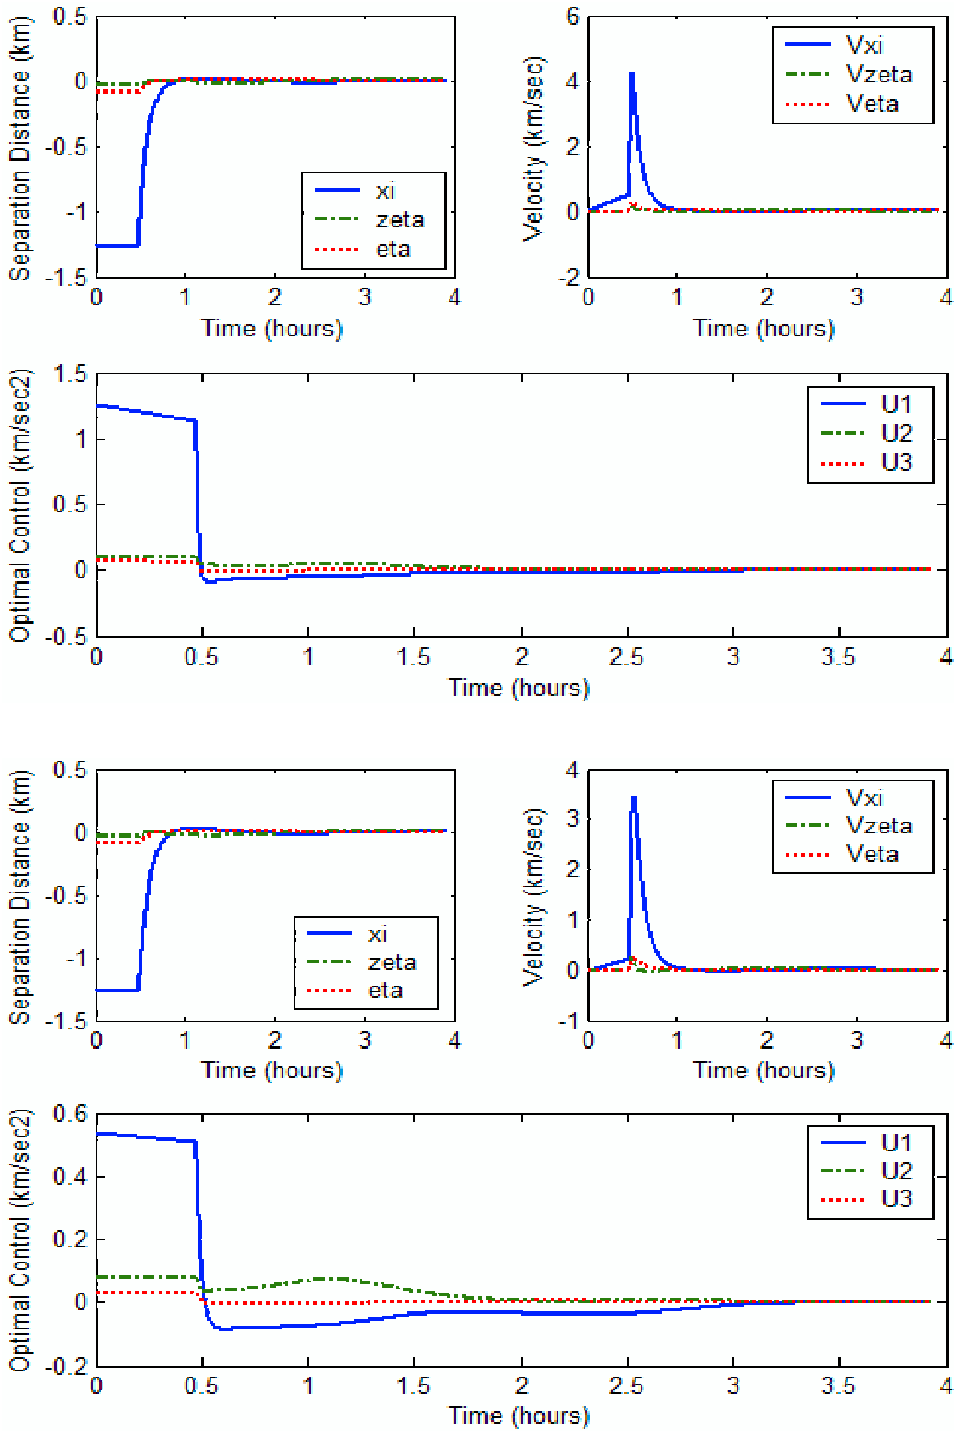 0.5
0
-0.5
-1
-1.5
Separation Distance (km)
xi
zeta
eta
0 1 2 3 4
Time (hours)
6
4
2
0
-2
Velocity (km/sec)
Vxi
Vzeta
Veta
0 1 2 3 4
Time (hours)
1.5
1
0.5
0
-0.5
Optimal Control (km/sec2)
U1
U2
U3
0 0.5 1 1.5 2 2.5 3 3.5 4
Time (hours)
0.5
0
-0.5
-1
-1.5
Separation Distance (km)
xi
zeta
eta
0 1 2 3 4
Time (hours)
4
3
2
1
0
-1
Velocity (km/sec)
Vxi
Vzeta
Veta
0 1 2 3 4
Time (hours)
0.6
0.4
0.2
0
-0.2
Optimal Control (km/sec2)
U1
U2
U3
0 0.5 1 1.5 2 2.5 3 3.5 4
Time (hours)